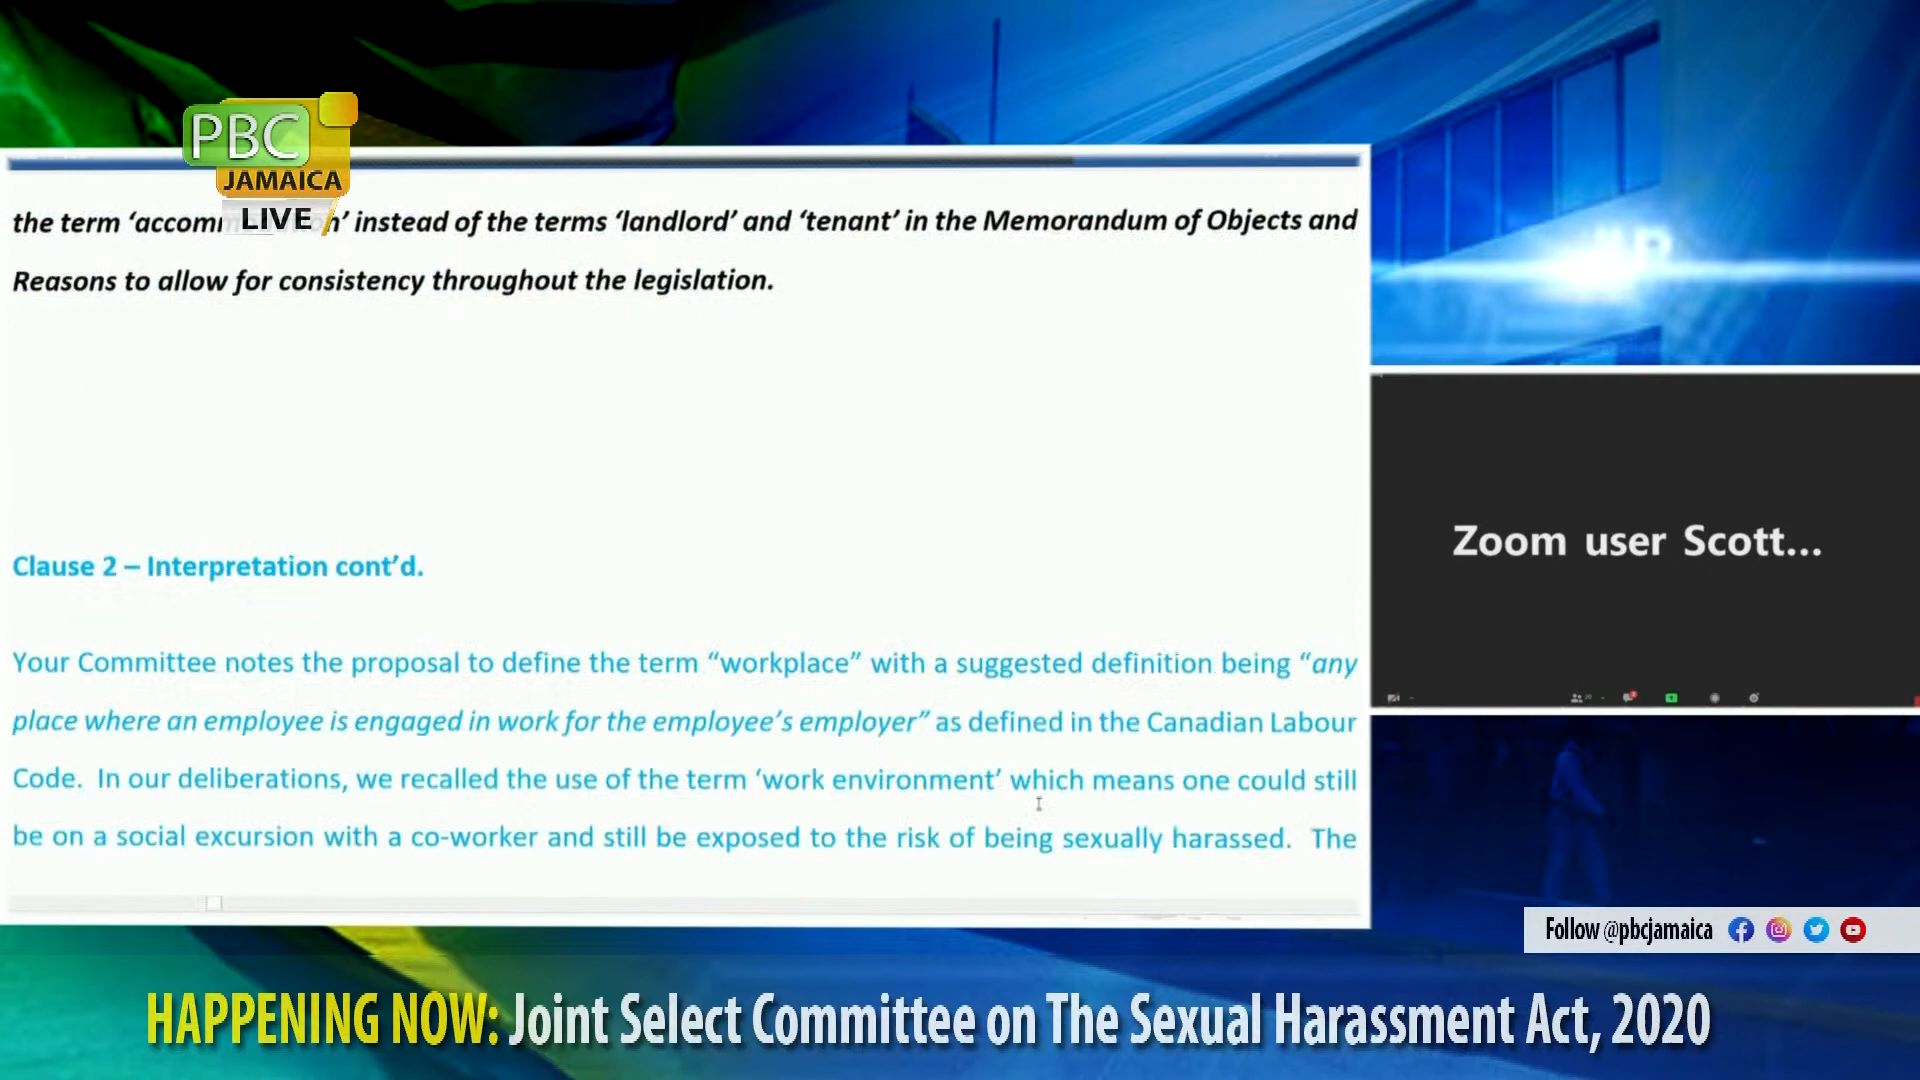 PBC
JAMAICA
LIVE
the term ‘accom on’ instead of the terms ‘landlord’ and ‘tenant’ in the Memorandum of Objects and
Reasons to allow for consistency throughout the legislation.
Clause 2 – Interpretation cont’d.
Your Committee notes the proposal to define the term “workplace” with a suggested definition being “any
place where an employee is engaged in work for the employee’s employer” as defined in the Canadian Labour
Code. In our deliberations, we recalled the use of the term ‘work environment’ which means one could still
be on a social excursion with a co-worker and still be exposed to the risk of being sexually harassed. The
Zoom user Scott...
Follow @pbcjamaica
HAPPENING NOW: Joint Select Committee on The Sexual Harassment Act, 2020